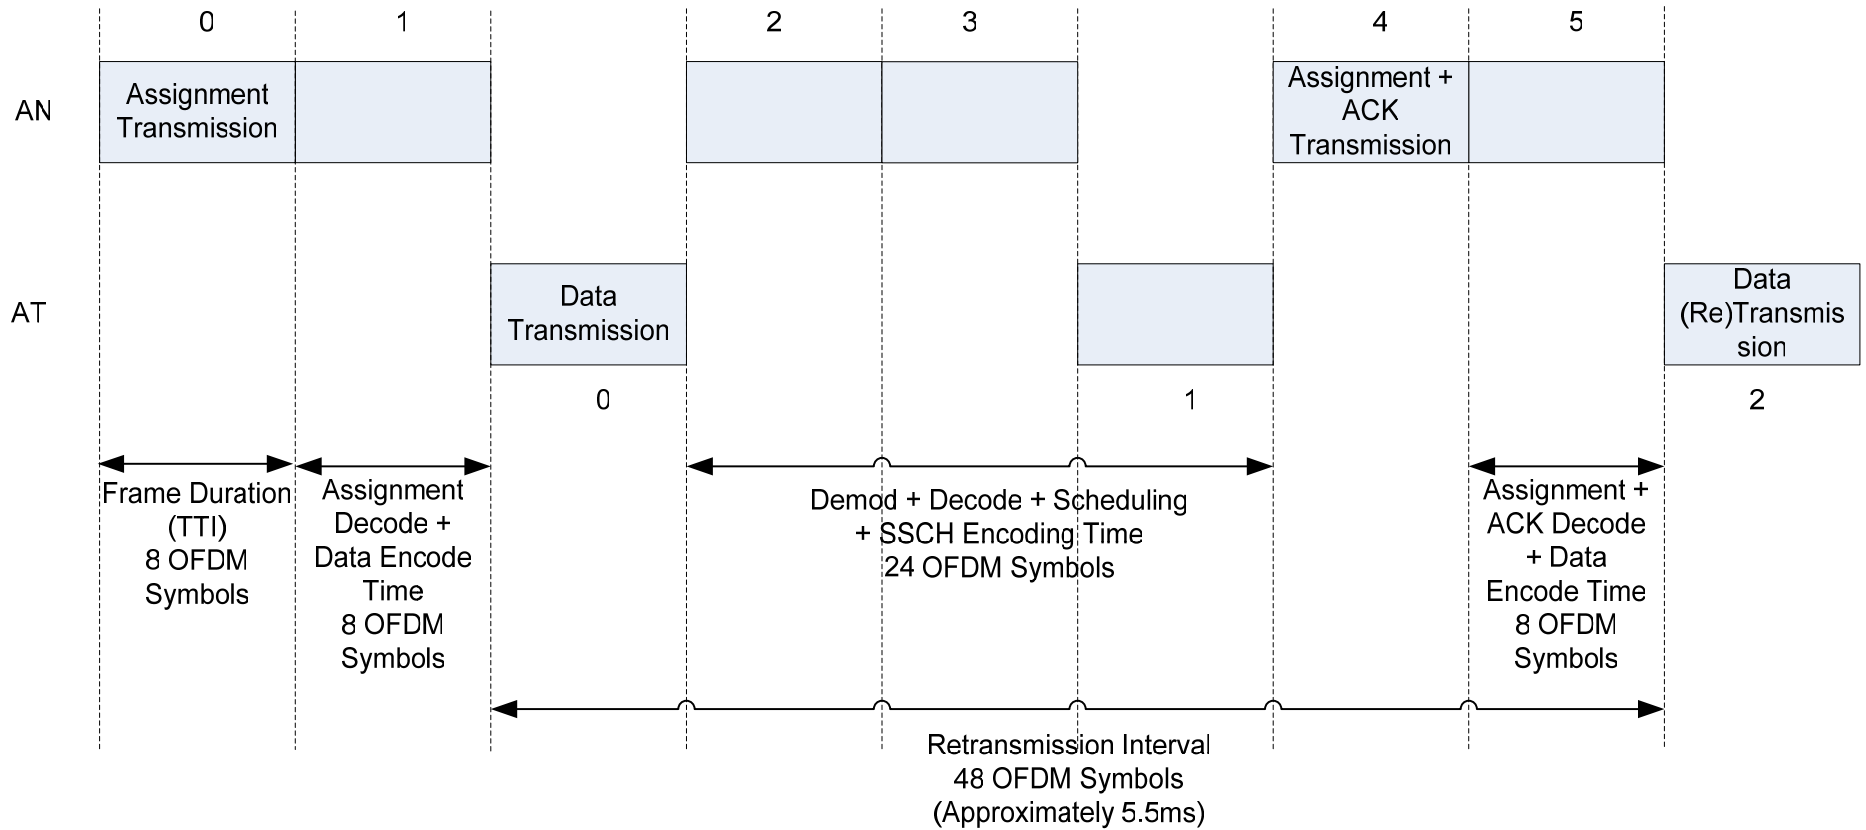 0 1 2 3 4 5
AN
Assignment
Transmission
Assignment +
ACK
Transmission
AT
Data
Transmission
Data
(Re)Transmis
sion
0 1 2
Frame Duration
(TTI)
8 OFDM
Symbols
Assignment
Decode +
Data Encode
Time
8 OFDM
Symbols
Demod + Decode + Scheduling
+ SSCH Encoding Time
24 OFDM Symbols
Assignment +
ACK Decode
+ Data
Encode Time
8 OFDM
Symbols
Retransmission Interval
48 OFDM Symbols
(Approximately 5.5ms)